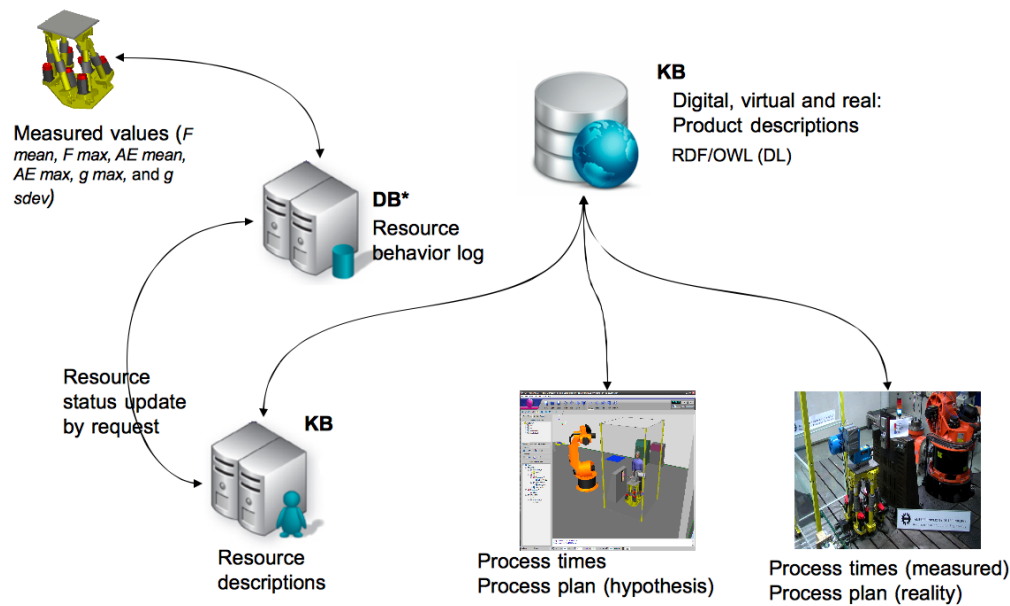 Measured values (F
mean, F max, AE mean,
AE max, g max, and g
sdev)
DB*
Resource
behavior log
KB
Digital, virtual and real:
Product descriptions
RDF/OWL (DL)
Resource
status update
by request
KB
Resource
descriptions
Process times
Process plan (hypothesis)
Process times (measured)
Process plan (reality)